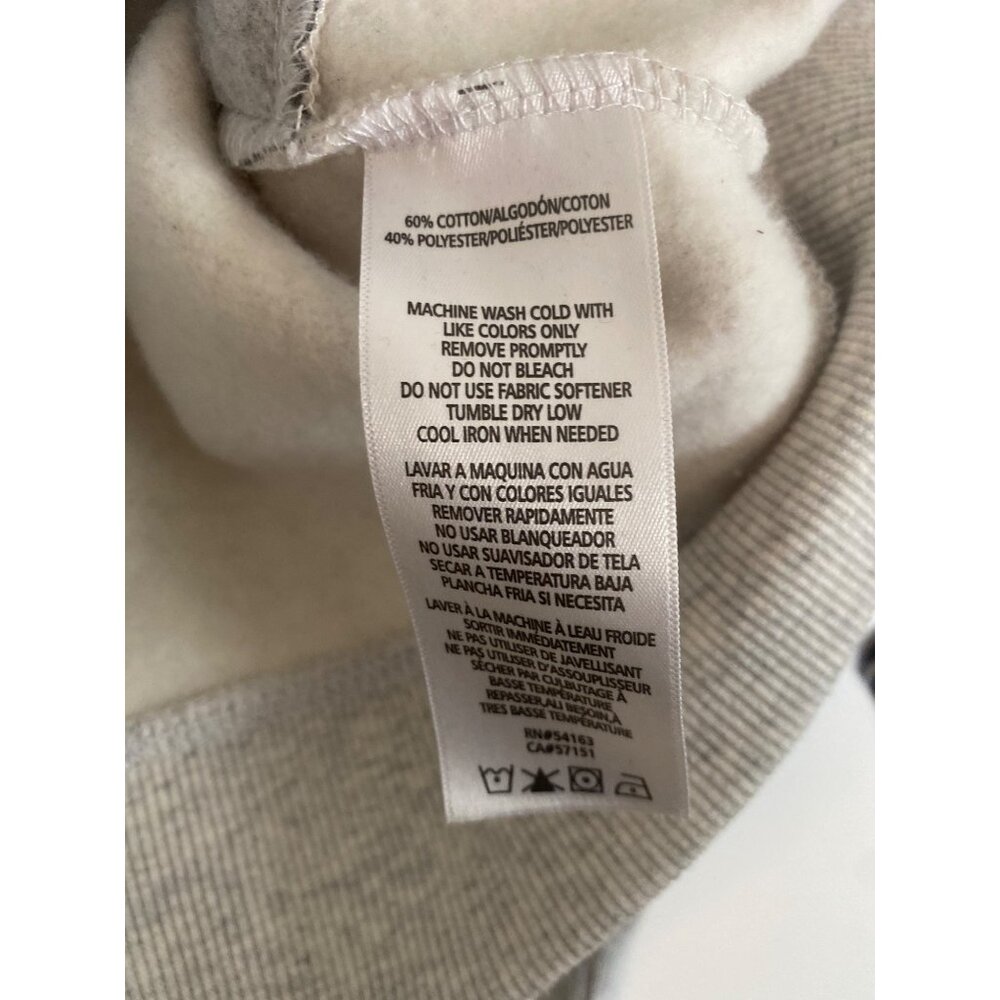 60% COTTON/ALGODÓN/COTON
40% POLYESTER/POLIÉSTER/POLYESTER
MACHINE WASH COLD WITH
LIKE COLORS ONLY
REMOVE PROMPTLY
DO NOT BLEACH
DO NOT USE FABRIC SOFTENER
TUMBLE DRY LOW
COOL IRON WHEN NEEDED
LAVAR A MAQUINA CON AGUA
FRIA Y CON COLORES IGUALES
REMOVER RAPIDAMENTE
NO USAR BLANQUEADOR
NO USAR SUAVISADOR DE TELA
SECAR A TEMPERATURA BAJA
PLANCHA FRIA SI NECESITA
LAVER À LA MACHINE À LEAU FROIDE
SORTIR IMMÉDIATEMENT
NE PAS UTILISER DE JAVELLISANT
NE PAS UTILISER D'ASSOUPLISSEUR
SÉCHER PAR CULBUTAGE À
BASSE TEMPÉRATURE
REPASSER,AU BESOIN,À
TRES BASSE TEMPÉRATURE
RN#54163
CA#57151